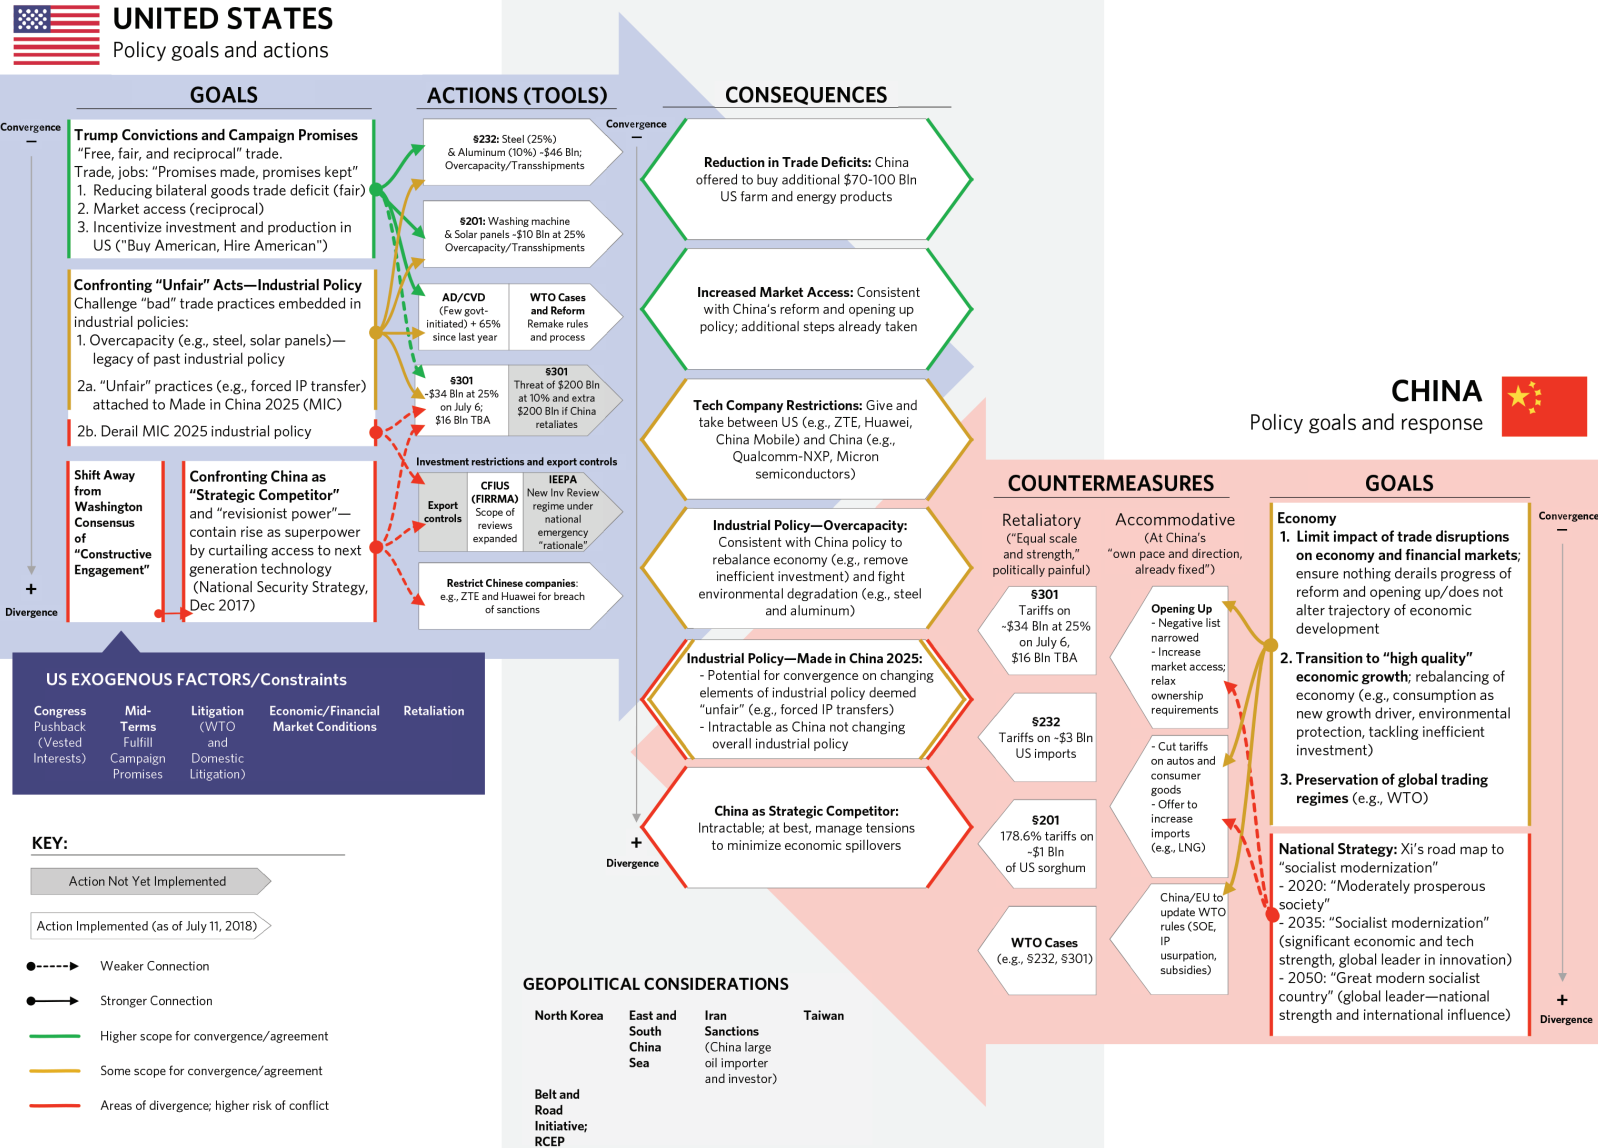 UNITED STATES
Policy goals and actions
GOALS
Convergence
–
+
Divergence
Trump Convictions and Campaign Promises
“Free, fair, and reciprocal” trade.
Trade, jobs: “Promises made, promises kept”
1. Reducing bilateral goods trade deficit (fair)
2. Market access (reciprocal)
3. Incentivize investment and production in
US ("Buy American, Hire American")
Confronting “Unfair” Acts—Industrial Policy
Challenge “bad” trade practices embedded in
industrial policies:
1. Overcapacity (e.g., steel, solar panels)—
legacy of past industrial policy
2a. “Unfair” practices (e.g., forced IP transfer)
attached to Made in China 2025 (MIC)
2b. Derail MIC 2025 industrial policy
Shift Away
from
Washington
Consensus
of
“Constructive
Engagement”
Confronting China as
“Strategic Competitor”
and “revisionist power”—
contain rise as superpower
by curtailing access to next
generation technology
(National Security Strategy,
Dec 2017)
ACTIONS (TOOLS)
§232: Steel (25%)
& Aluminum (10%) ~$46 Bln;
Overcapacity/Transshipments
§201: Washing machine
& Solar panels ~$10 Bln at 25%
Overcapacity/Transshipments
AD/CVD
(Few govt-
initiated) + 65%
since last year
WTO Cases
and Reform
Remake rules
and process
§301
~$34 Bln at 25%
on July 6;
$16 Bln TBA
§301
Threat of $200 Bln
at 10% and extra
$200 Bln if China
retaliates
Investment restrictions and export controls
Export
controls
CFIUS
(FIRRMA)
Scope of
reviews
expanded
IEEPA
New Inv Review
regime under
national
emergency
“rationale”
Restrict Chinese companies:
e.g., ZTE and Huawei for breach
of sanctions
CONSEQUENCES
Convergence
–
+
Divergence
Reduction in Trade Deficits: China
offered to buy additional $70-100 Bln
US farm and energy products
Increased Market Access: Consistent
with China’s reform and opening up
policy; additional steps already taken
Tech Company Restrictions: Give and
take between US (e.g., ZTE, Huawei,
China Mobile) and China (e.g.,
Qualcomm-NXP, Micron
semiconductors)
Industrial Policy—Overcapacity:
Consistent with China policy to
rebalance economy (e.g., remove
inefficient investment) and fight
environmental degradation (e.g., steel
and aluminum)
Industrial Policy—Made in China 2025:
- Potential for convergence on changing
elements of industrial policy deemed
“unfair” (e.g., forced IP transfers)
- Intractable as China not changing
overall industrial policy
China as Strategic Competitor:
Intractable; at best, manage tensions
to minimize economic spillovers
CHINA
Policy goals and response
COUNTERMEASURES
Retaliatory
(“Equal scale
and strength,”
politically painful)
§301
Tariffs on
~$34 Bln at 25%
on July 6,
$16 Bln TBA
§232
Tariffs on ~$3 Bln
US imports
§201
178.6% tariffs on
~$1 Bln
of US sorghum
WTO Cases
(e.g., §232, §301)
Accommodative
(At China’s
“own pace and direction,
already fixed”)
Opening Up
- Negative list
narrowed
- Increase
market access;
relax
ownership
requirements
- Cut tariffs
on autos and
consumer
goods
- Offer to
increase
imports
(e.g., LNG)
China/EU to
update WTO
rules (SOE,
IP
usurpation,
subsidies)
GOALS
Economy
1. Limit impact of trade disruptions
on economy and financial markets;
ensure nothing derails progress of
reform and opening up/does not
alter trajectory of economic
development
2. Transition to “high quality”
economic growth; rebalancing of
economy (e.g., consumption as
new growth driver, environmental
protection, tackling inefficient
investment)
3. Preservation of global trading
regimes (e.g., WTO)
National Strategy: Xi’s road map to
“socialist modernization”
- 2020: “Moderately prosperous
society”
- 2035: “Socialist modernization”
(significant economic and tech
strength, global leader in innovation)
- 2050: “Great modern socialist
country” (global leader—national
strength and international influence)
Convergence
–
+
Divergence
US EXOGENOUS FACTORS/Constraints
Congress
Pushback
(Vested
Interests)
Mid-
Terms
Fulfill
Campaign
Promises
Litigation
(WTO
and
Domestic
Litigation)
Economic/Financial
Market Conditions
Retaliation
KEY:
Action Not Yet Implemented
Action Implemented (as of July 11, 2018)
Weaker Connection
Stronger Connection
Higher scope for convergence/agreement
Some scope for convergence/agreement
Areas of divergence; higher risk of conflict
GEOPOLITICAL CONSIDERATIONS
North Korea
East and
South
China
Sea
Iran
Sanctions
(China large
oil importer
and investor)
Taiwan
Belt and
Road
Initiative;
RCEP